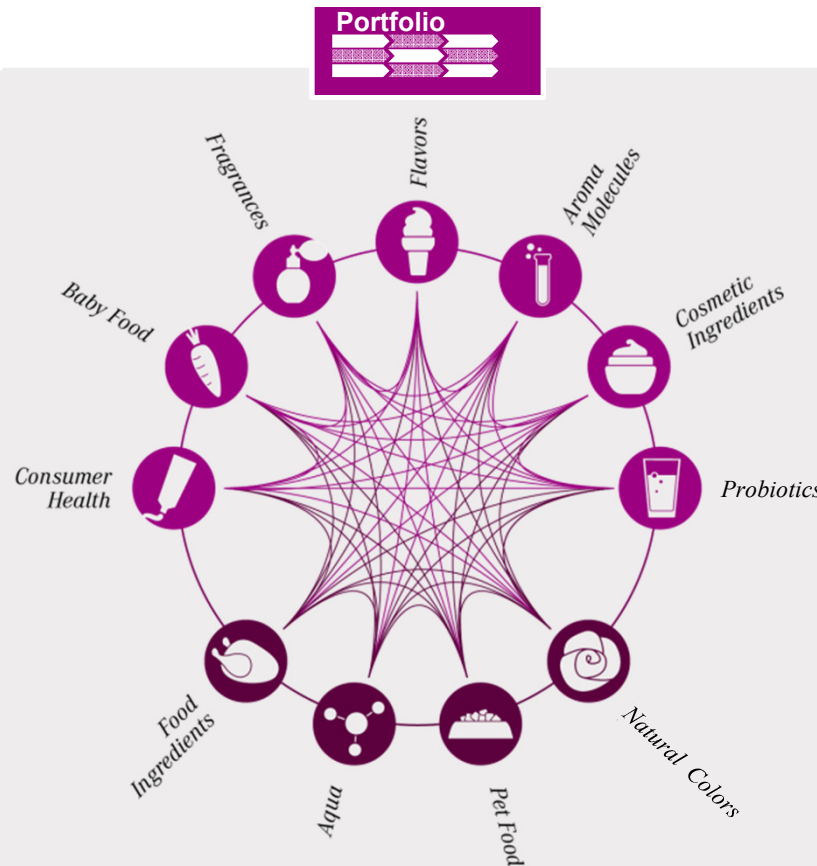 Portfolio
Flavors
Aroma
Molecules
Cosmetic
Ingredients
Probiotics
Natural Colors
Pet Food
Aqua
Food
Ingredients
Consumer
Health
Baby Food
Fragrances